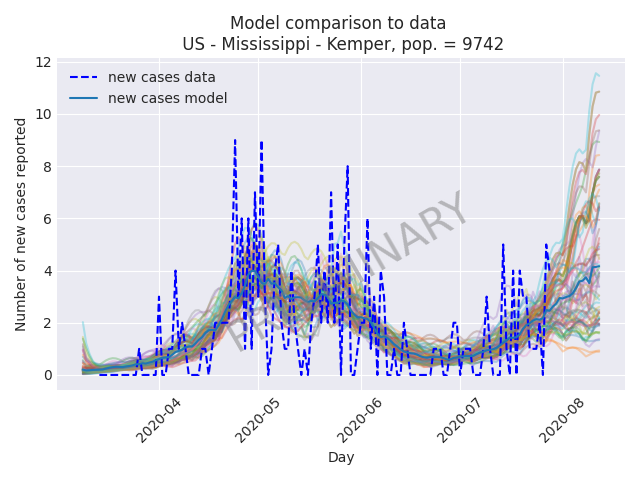 Model comparison to data
US - Mississippi - Kemper, pop. = 9742
new cases data
new cases model
PRELIMINARY
Number of new cases reported
12
10
8
6
4
2
0
2020-04
2020-05
2020-06
2020-07
2020-08
Day